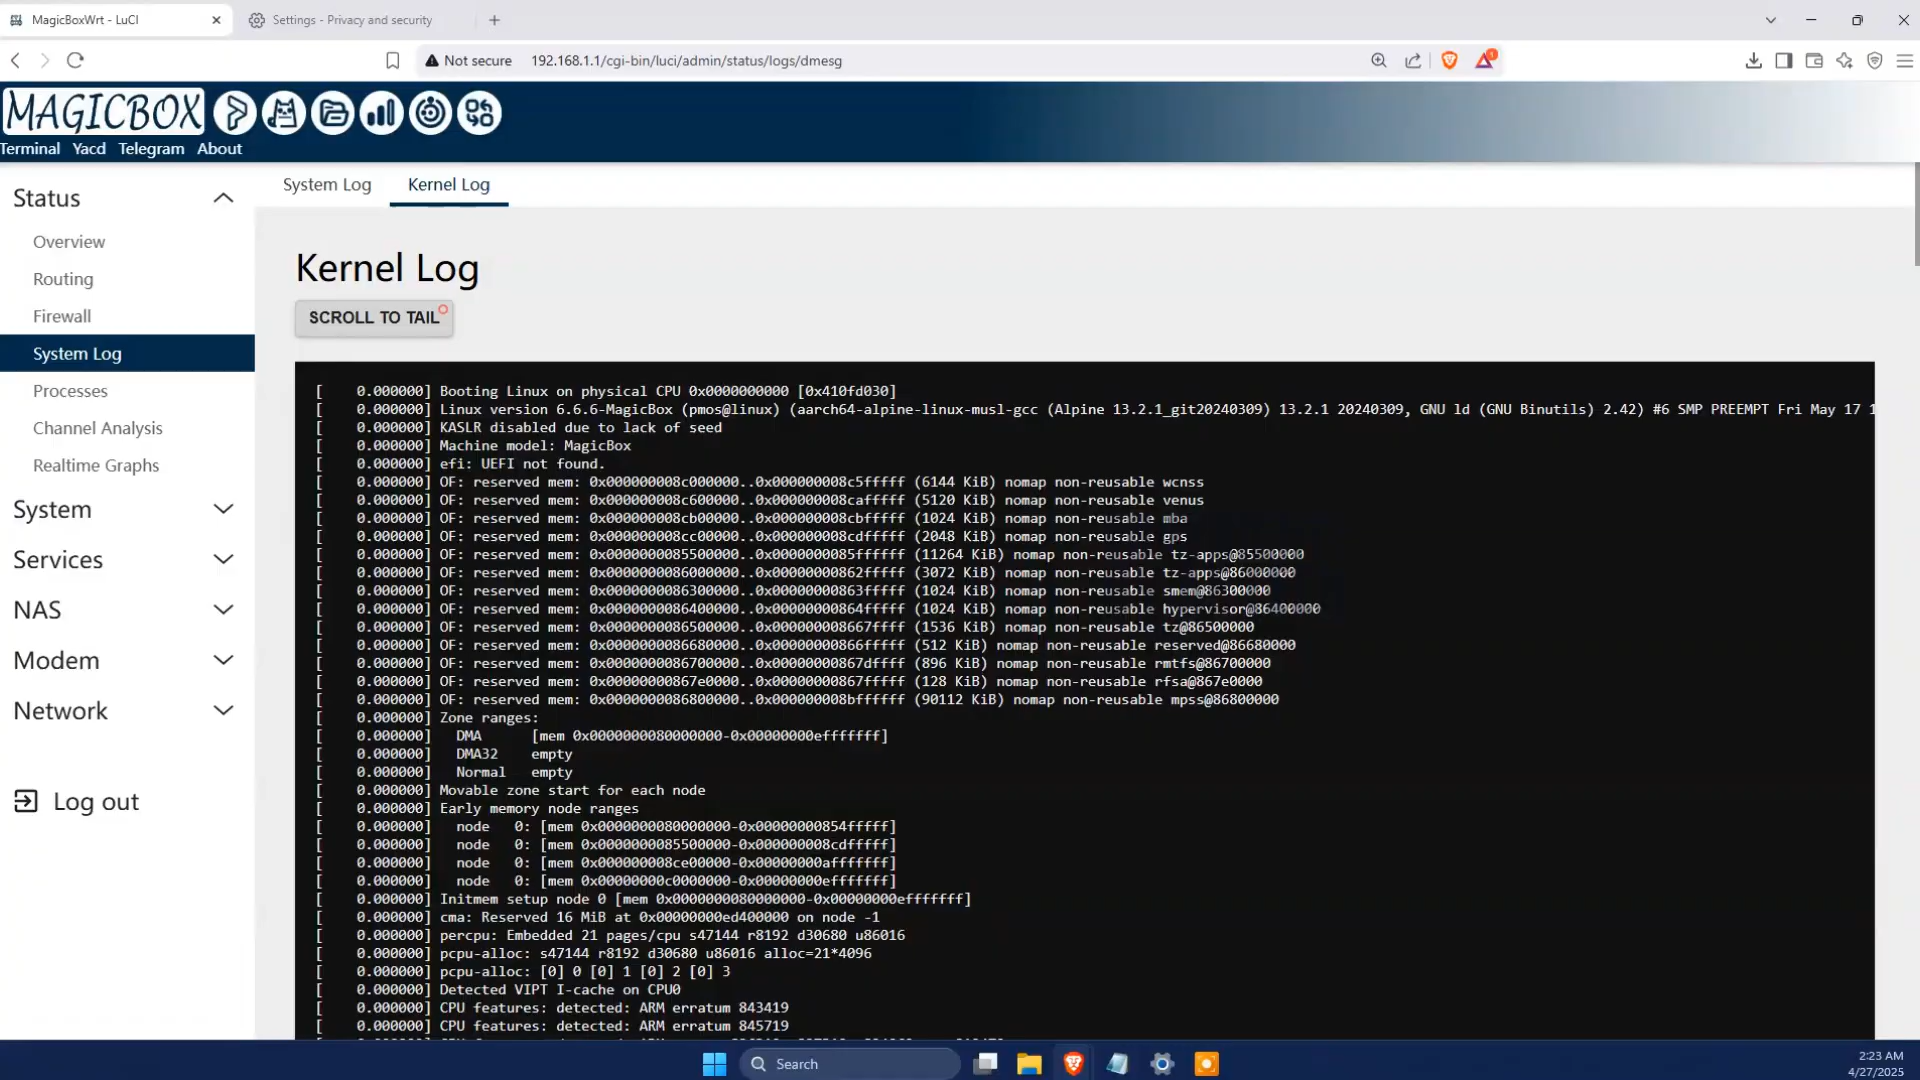 MagicBoxWrt - LuCI
Settings - Privacy and security
Not secure
192.168.1.1/cgi-bin/luci/admin/status/logs/dmesg
MAGICBOX
Terminal Yacd Telegram About
Status
Overview
Routing
Firewall
System Log
Processes
Channel Analysis
Realtime Graphs
System
Services
NAS
Modem
Network
Log out
System Log
Kernel Log
Kernel Log
SCROLL TO TAIL
[    0.000000] Booting Linux on physical CPU 0x0000000000 [0x410fd030]
[    0.000000] Linux version 6.6.6-MagicBox (pmos@linux) (aarch64-alpine-linux-musl-gcc (Alpine 13.2.1_git20240309) 13.2.1 20240309, GNU ld (GNU Binutils) 2.42) #6 SMP PREEMPT Fri May 17 1
[    0.000000] KASLR disabled due to lack of seed
[    0.000000] Machine model: MagicBox
[    0.000000] efi: UEFI not found.
[    0.000000] OF: reserved mem: 0x000000008c000000..0x000000008c5fffff (6144 KiB) nomap non-reusable wcnss
[    0.000000] OF: reserved mem: 0x000000008c600000..0x000000008cafffff (5120 KiB) nomap non-reusable venus
[    0.000000] OF: reserved mem: 0x000000008cb00000..0x000000008cbfffff (1024 KiB) nomap non-reusable mba
[    0.000000] OF: reserved mem: 0x000000008cc00000..0x000000008cdfffff (2048 KiB) nomap non-reusable gps
[    0.000000] OF: reserved mem: 0x0000000085500000..0x0000000085ffffff (11264 KiB) nomap non-reusable tz-apps@85500000
[    0.000000] OF: reserved mem: 0x0000000086000000..0x00000000862fffff (3072 KiB) nomap non-reusable tz-apps@86000000
[    0.000000] OF: reserved mem: 0x0000000086300000..0x00000000863fffff (1024 KiB) nomap non-reusable smem@86300000
[    0.000000] OF: reserved mem: 0x0000000086400000..0x00000000864fffff (1024 KiB) nomap non-reusable hypervisor@86400000
[    0.000000] OF: reserved mem: 0x0000000086500000..0x000000008667ffff (1536 KiB) nomap non-reusable tz@86500000
[    0.000000] OF: reserved mem: 0x0000000086680000..0x00000000866fffff (512 KiB) nomap non-reusable reserved@86680000
[    0.000000] OF: reserved mem: 0x0000000086700000..0x00000000867dffff (896 KiB) nomap non-reusable rmtfs@86700000
[    0.000000] OF: reserved mem: 0x00000000867e0000..0x00000000867fffff (128 KiB) nomap non-reusable rfsa@867e0000
[    0.000000] OF: reserved mem: 0x0000000086800000..0x000000008bffffff (90112 KiB) nomap non-reusable mpss@86800000
[    0.000000] Zone ranges:
[    0.000000]   DMA      [mem 0x0000000080000000-0x00000000efffffff]
[    0.000000]   DMA32    empty
[    0.000000]   Normal   empty
[    0.000000] Movable zone start for each node
[    0.000000] Early memory node ranges
[    0.000000]   node   0: [mem 0x0000000080000000-0x00000000854fffff]
[    0.000000]   node   0: [mem 0x0000000085500000-0x000000008cdfffff]
[    0.000000]   node   0: [mem 0x000000008ce00000-0x00000000afffffff]
[    0.000000]   node   0: [mem 0x00000000c0000000-0x00000000efffffff]
[    0.000000] Initmem setup node 0 [mem 0x0000000080000000-0x00000000efffffff]
[    0.000000] cma: Reserved 16 MiB at 0x00000000ed400000 on node -1
[    0.000000] percpu: Embedded 21 pages/cpu s47144 r8192 d30680 u86016
[    0.000000] pcpu-alloc: s47144 r8192 d30680 u86016 alloc=21*4096
[    0.000000] pcpu-alloc: [0] 0 [0] 1 [0] 2 [0] 3
[    0.000000] Detected VIPT I-cache on CPU0
[    0.000000] CPU features: detected: ARM erratum 843419
[    0.000000] CPU features: detected: ARM erratum 845719
Search
2:23 AM
4/27/2025